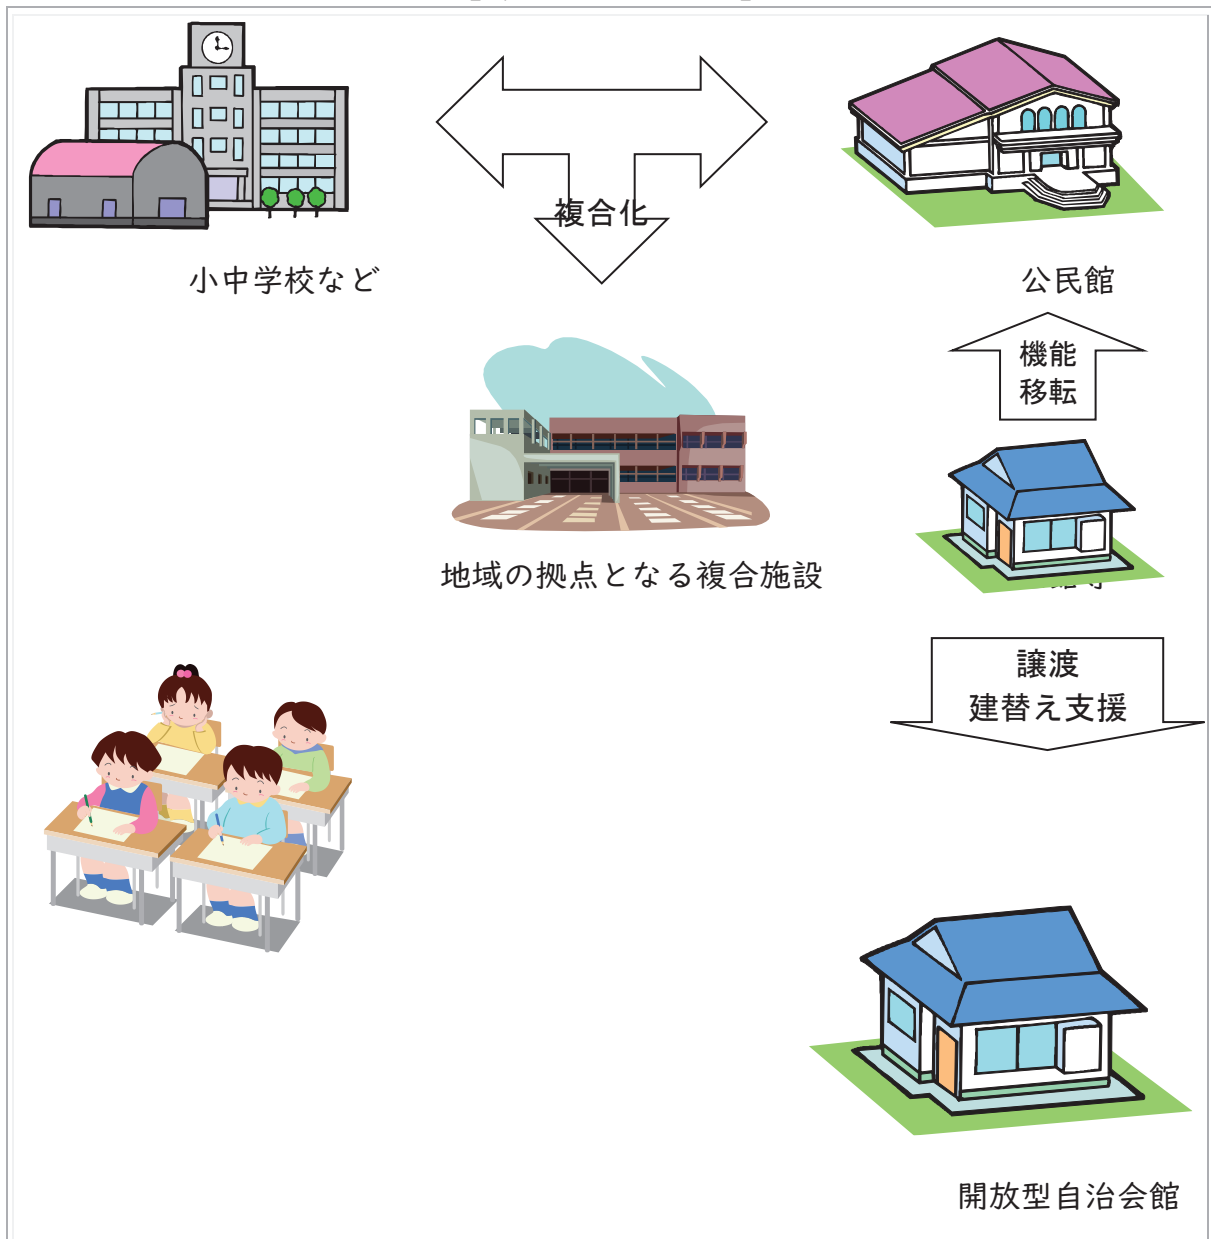 複合化
小中学校など
公民館
機能
移転
地域の拠点となる複合施設
譲渡
建替え支援
開放型自治会館